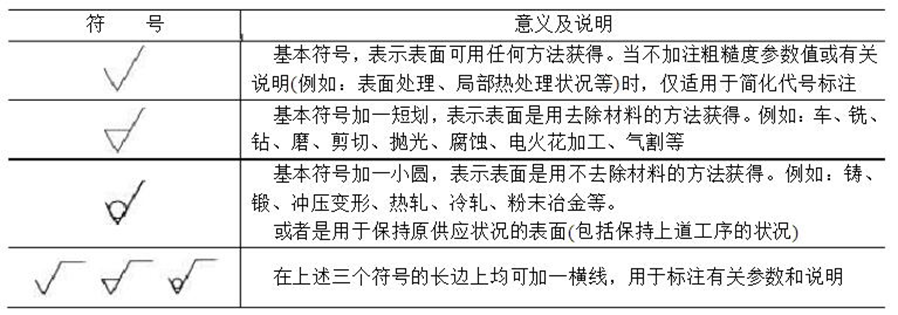 符 号 意义及说明
基本符号，表示表面可用任何方法获得。当不加注粗糙度参数值或有关
说明(例如：表面处理、局部热处理状况等)时，仅适用于简化代号标注
基本符号加一短划，表示表面是用去除材料的方法获得。例如：车、铣、
钻、磨、剪切、抛光、腐蚀、电火花加工、气割等
基本符号加一小圆，表示表面是用不去除材料的方法获得。例如：铸、
锻、冲压变形、热轧、冷轧、粉末冶金等。
或者是用于保持原供应状况的表面(包括保持上道工序的状况)
在上述三个符号的长边上均可加一横线，用于标注有关参数和说明